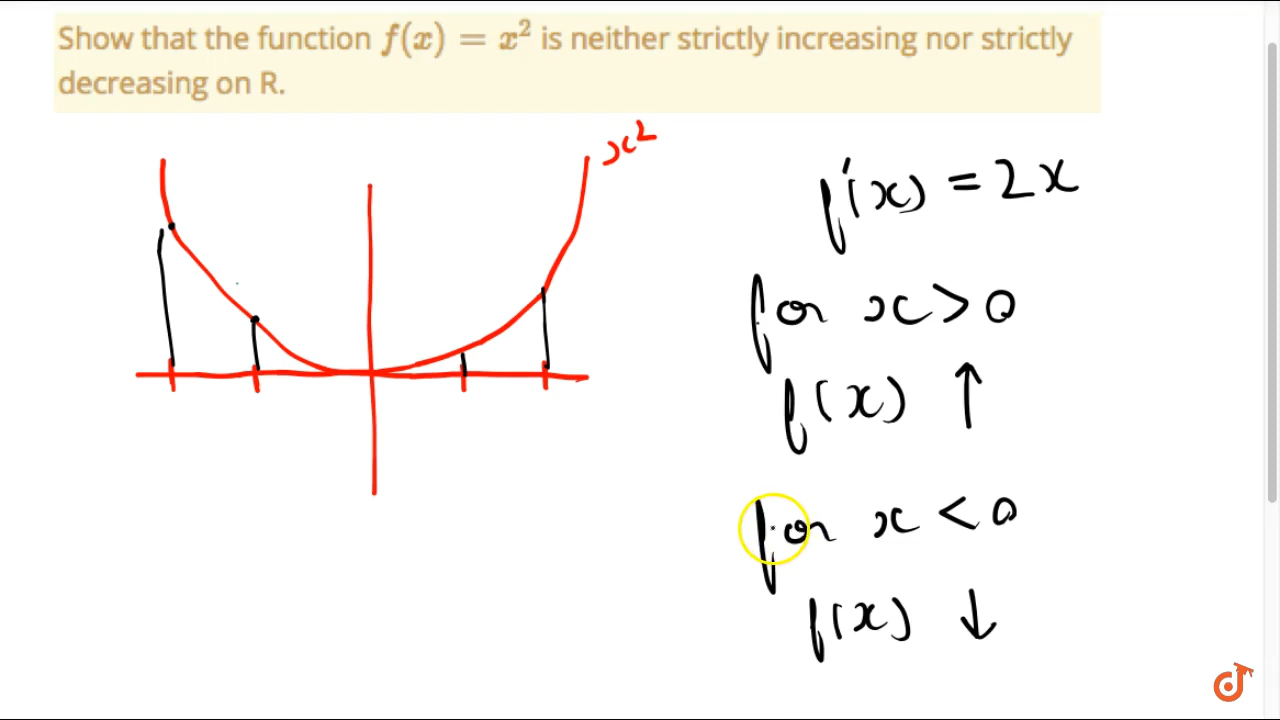 Show that the function f(x) = x² is neither strictly increasing nor strictly
decreasing on R.
x²
f'(x) = 2x
for x > 0
f(x) ↑
for x < 0
f(x) ↓